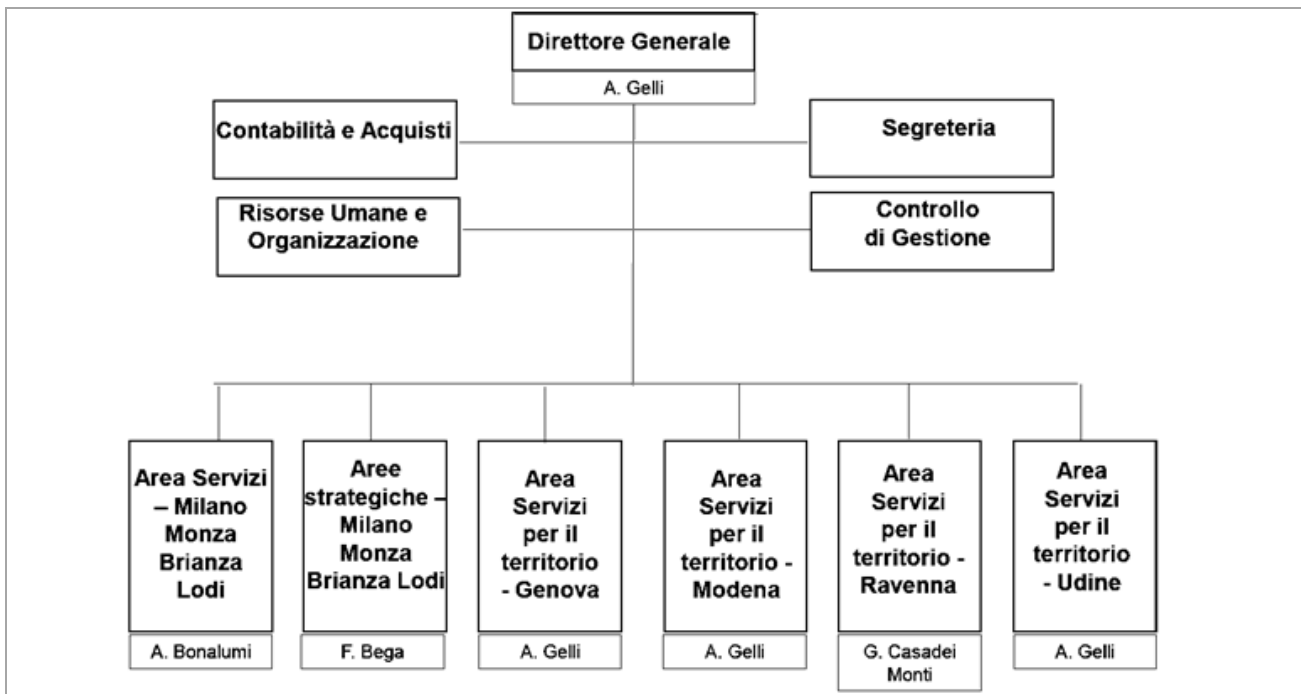 Direttore Generale
A. Gelli
Contabilità e Acquisti
Segreteria
Risorse Umane e
Organizzazione
Controllo
di Gestione
Area Servizi
– Milano
Monza
Brianza
Lodi
A. Bonalumi
Aree
strategiche –
Milano
Monza
Brianza Lodi
F. Bega
Area
Servizi
per il
territorio
- Genova
A. Gelli
Area
Servizi
per il
territorio -
Modena
A. Gelli
Area
Servizi
per il
territorio -
Ravenna
G. Casadei
Monti
Area
Servizi
per il
territorio
- Udine
A. Gelli